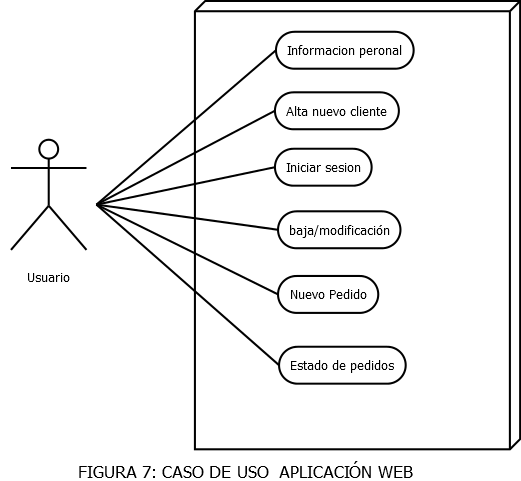 Informacion peronal
Alta nuevo cliente
Iniciar sesion
baja/modificación
Nuevo Pedido
Estado de pedidos
Usuario
FIGURA 7: CASO DE USO APLICACIÓN WEB